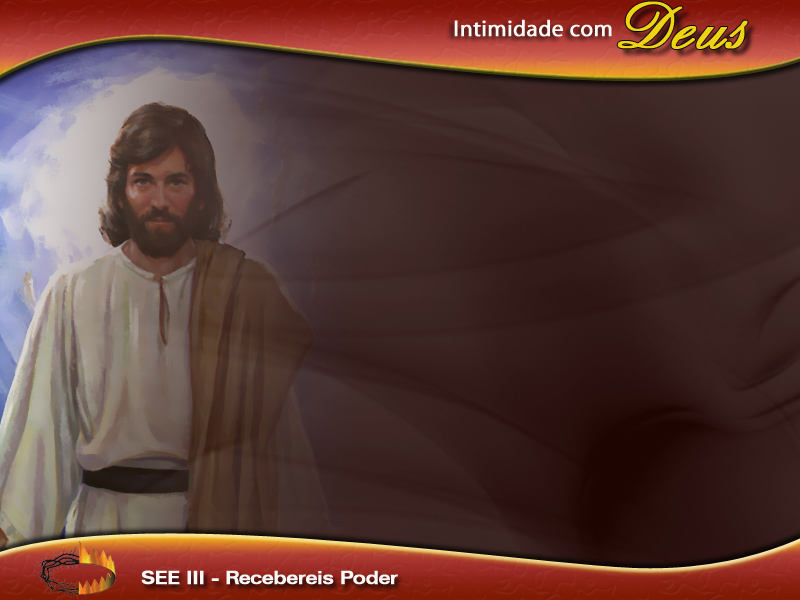 Intimidade com Deus
SEE III - Recebereis Poder